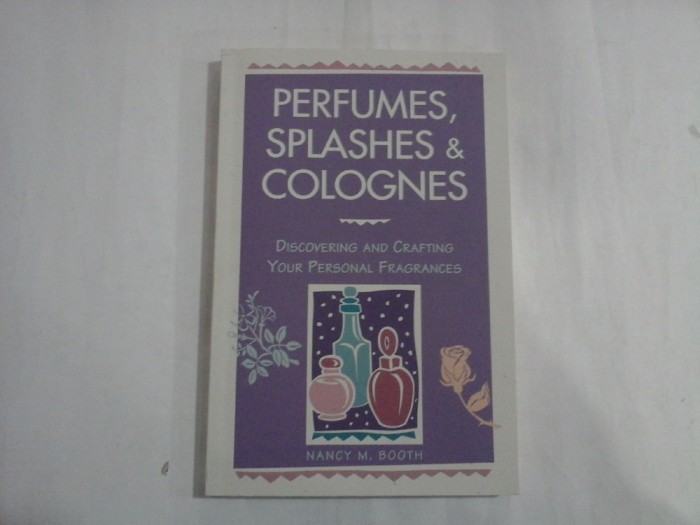 PERFUMES,
SPLASHES &
COLOGNES
DISCOVERING AND CRAFTING
YOUR PERSONAL FRAGRANCES
NANCY M. BOOTH